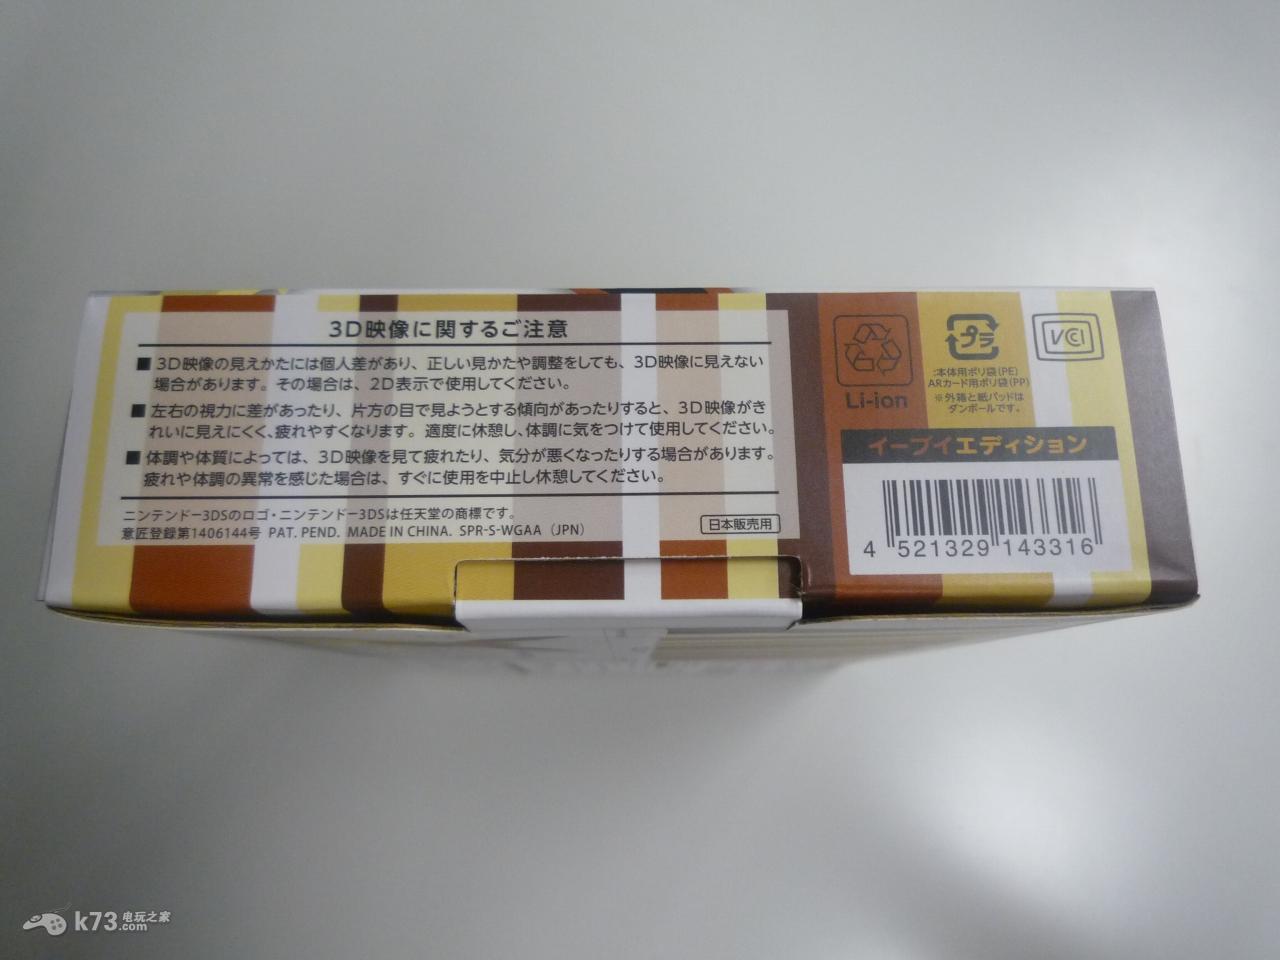 3D映像に関するご注意
■ 3D映像の見えかたには個人差があり、正しい見かたや調整をしても、3D映像に見えない
場合があります。その場合は、2D表示で使用してください。
■ 左右の視力に差があったり、片方の目で見ようとする傾向があったりすると、3D映像がき
れいに見えにくく、疲れやすくなります。適度に休憩し、体調に気をつけて使用してください。
■ 体調や体質によっては、3D映像を見て疲れたり、気分が悪くなったりする場合があります。
疲れや体調の異常を感じた場合は、すぐに使用を中止し休憩してください。
ニンテンドー3DSのロゴ・ニンテンドー3DSは任天堂の商標です。
意匠登録第1406144号 PAT. PEND. MADE IN CHINA. SPR-S-WGAA (JPN)
日本販売用
Li-ion
プラ
:本体用ポリ袋(PE)
ARカード用ポリ袋(PP)
※外箱と紙パッドは
ダンボールです。
VCI
イーブイエディション
4 521329 143316
k73 电玩之家
.com